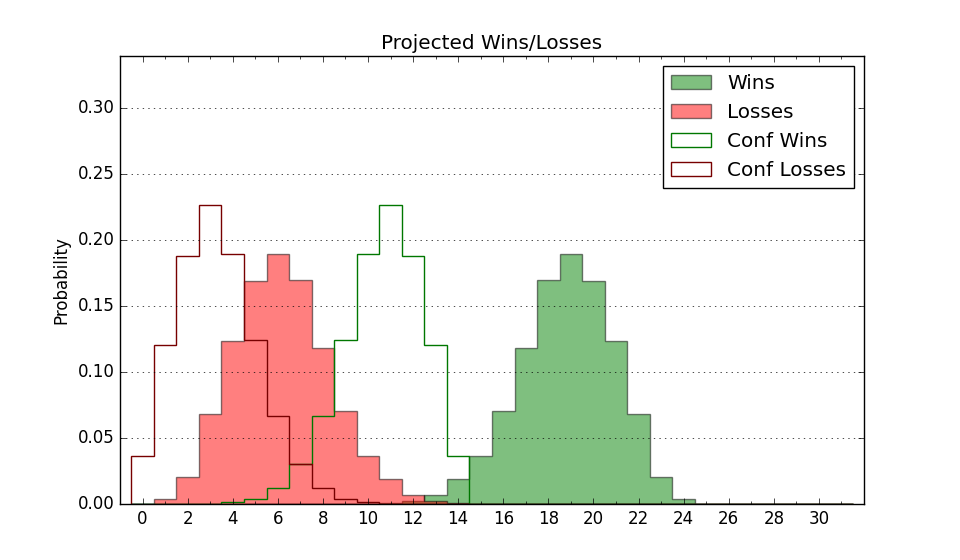 Projected Wins/Losses
Wins
Losses
Conf Wins
Conf Losses
Probability
0.30
0.25
0.20
0.15
0.10
0.05
0.00
0 2 4 6 8 10 12 14 16 18 20 22 24 26 28 30